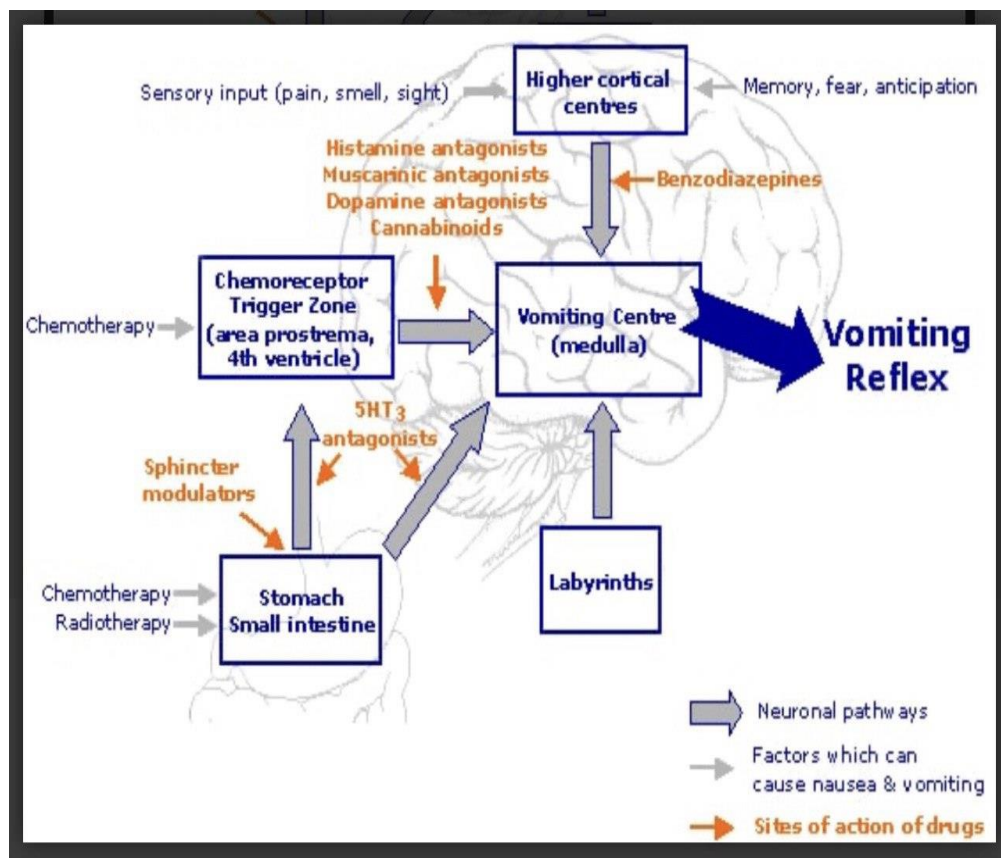 Higher cortical
centres
Sensory input (pain, smell, sight)
Memory, fear, anticipation
Histamine antagonists
Muscarinic antagonists
Dopamine antagonists
Cannabinoids
Benzodiazepines
Chemoreceptor
Trigger Zone
(area prostrema,
4th ventricle)
Chemotherapy
Vomiting Centre
(medulla)
Vomiting
Reflex
5HT3
antagonists
Sphincter
modulators
Chemotherapy
Radiotherapy
Stomach
Small intestine
Labyrinths
Neuronal pathways
Factors which can
cause nausea & vomiting
Sites of action of drugs